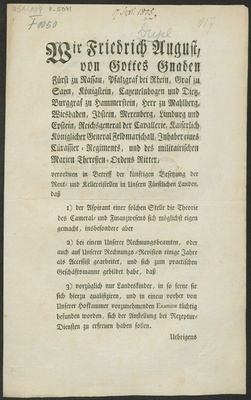 7. Sept. 1805.
Wir Friedrich August,
von Gottes Gnaden
Fürst zu Nassau, Pfalzgraf bei Rhein, Graf zu
Sayn, Königstein, Katzenelnbogen und Dietz,
Burggraf zu Hammerstein, Herr zu Mahlberg,
Wiesbaden, Idstein, Merenberg, Limburg und
Epstein, Reichsgeneral der Cavallerie, Kaiserlich
Königlicher General Feldmarschall, Inhaber eines
Cürassier-Regiments, und des militairischen
Marien Theresien-Ordens Ritter,
verordnen in Betreff der künftigen Besetzung der
Rent- und Kellereistellen in Unsern Fürstlichen Landen,
daß
1) der Aspirant einer solchen Stelle die Theorie
des Cameral- und Finanzwesens sich möglichst eigen
gemacht, insbesondere aber
2) bei einem Unserer Rechnungsbeamten, oder
auch auf Unserer Rechnungs-Revision einige Jahre
als Accessist gearbeitet, und sich zum practischen
Geschäftsmanne gebildet habe, daß
3) vorzüglich nur Landeskinder, in so ferne sie
sich hierzu qualifiziren, und in einem vorher von
Unserer Hofkammer vorzunehmenden Examine tüchtig
befunden worden, sich der Anstellung bei Rezeptur-
Diensten zu erfreuen haben sollen.
Uebrigens